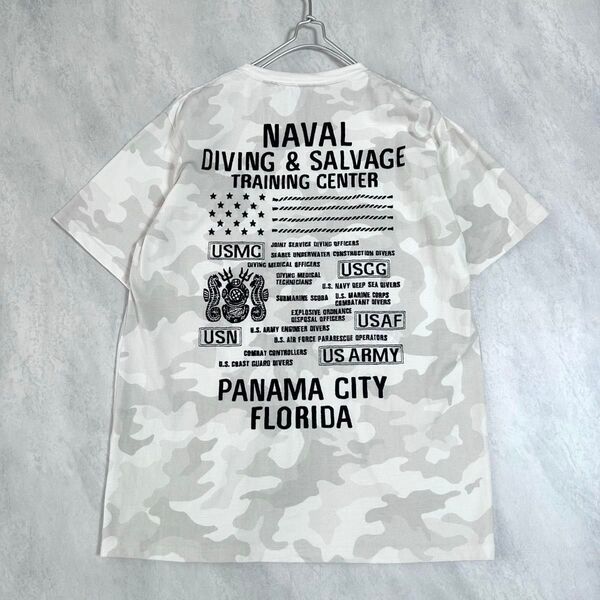 NAVAL
DIVING & SALVAGE
TRAINING CENTER
USMC
JOINT SERVICE DIVING OFFICERS
SEABEE UNDERWATER CONSTRUCTION DIVERS
DIVING MEDICAL OFFICERS
DIVING MEDICAL
TECHNICIANS
USCG
U.S. NAVY DEEP SEA DIVERS
SUBMARINE SCUBA
U.S. MARINE CORPS
COMBATANT DIVERS
EXPLOSIVE ORDNANCE
DISPOSAL OFFICERS
USAF
USN
U.S. ARMY ENGINEER DIVERS
U.S. AIR FORCE PARARESCUE OPERATORS
COMBAT CONTROLLERS
U.S. COAST GUARD DIVERS
US ARMY
PANAMA CITY
FLORIDA